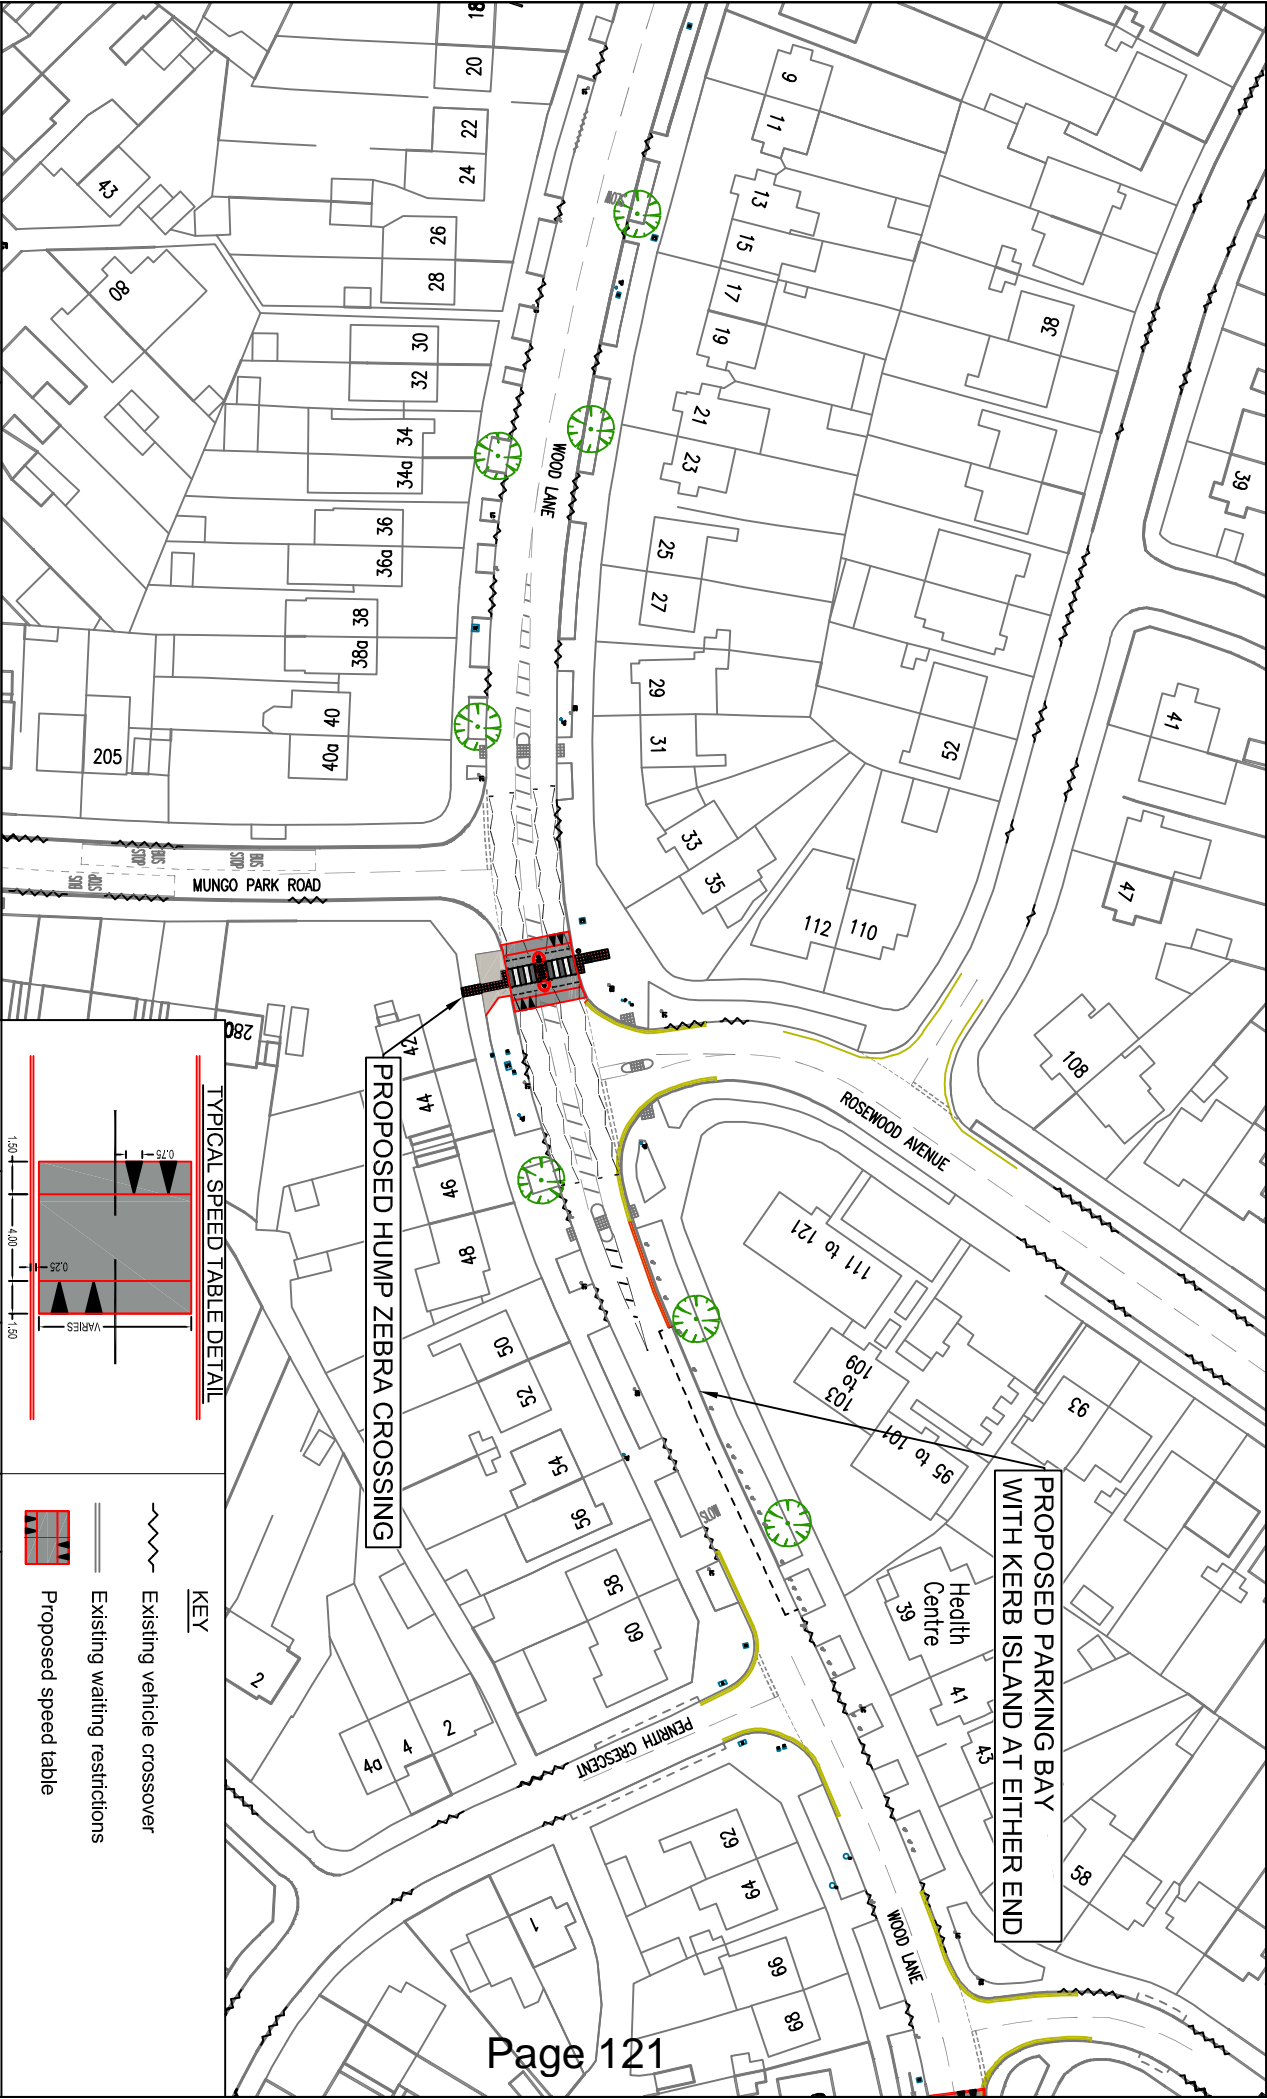 18
20
22
24
26
28
30
32
34
34a
36
36a
38
38a
40
40a
205
43
80
9
11
13
15
17
19
21
23
25
27
29
31
33
35
38
39
41
47
52
112
110
108
WOOD LANE
MUNGO PARK ROAD
BUS STOP
BUS STOP
BUS STOP
ROSEWOOD AVENUE
280
42
44
46
48
50
52
54
56
58
60
2
2
4
4a
1
62
64
66
68
111 to 121
103 to 109
95 to 101
93
Health
Centre
39
41
43
58
SLOW
PENRITH CRESCENT
WOOD LANE
PROPOSED HUMP ZEBRA CROSSING
PROPOSED PARKING BAY
WITH KERB ISLAND AT EITHER END
TYPICAL SPEED TABLE DETAIL
1.50
4.00
1.50
0.75
0.25
VARIES
KEY
Existing vehicle crossover
Existing waiting restrictions
Proposed speed table
Page 121